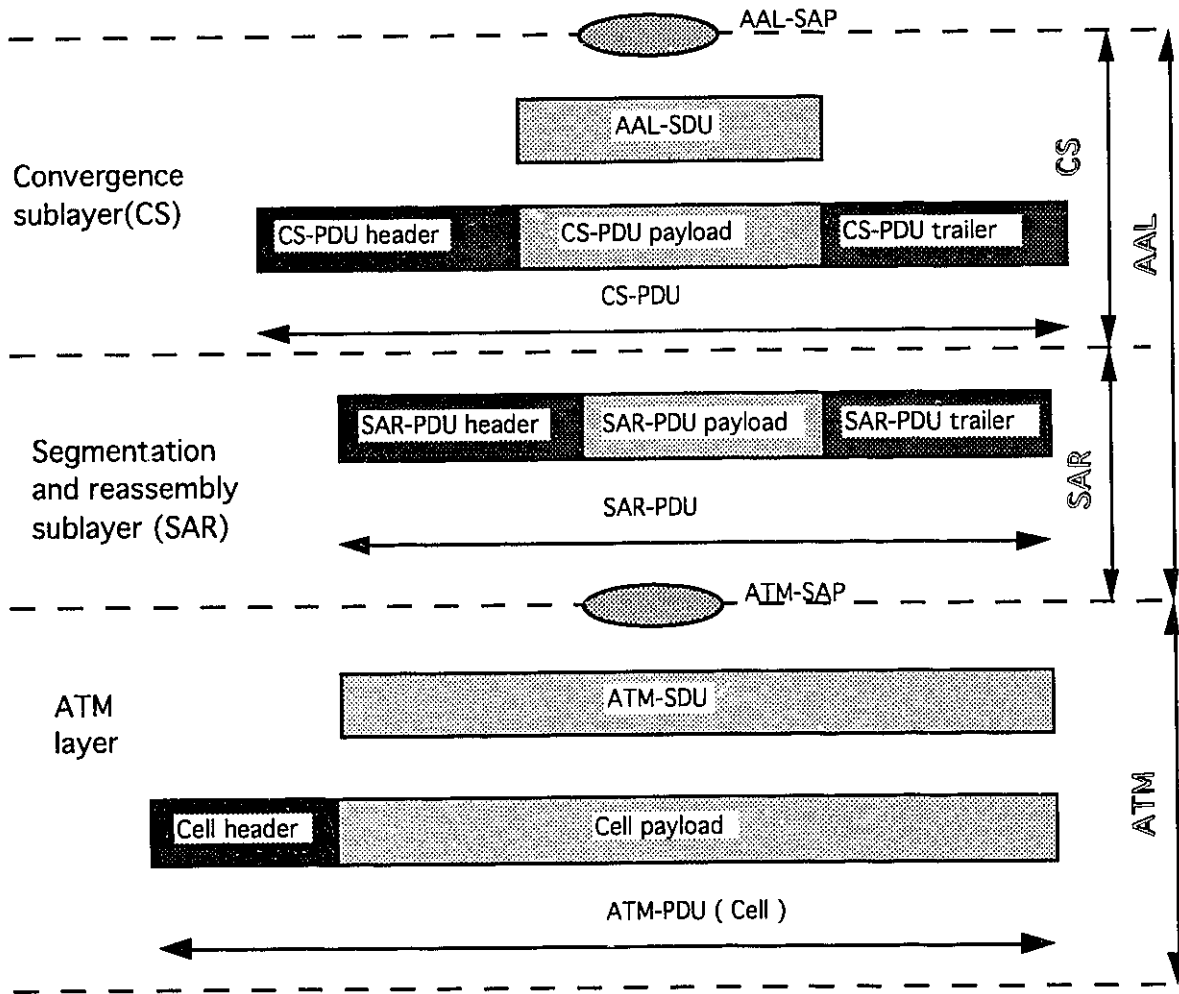 AAL-SAP
AAL-SDU
CS
Convergence
sublayer(CS)
CS-PDU header
CS-PDU payload
CS-PDU trailer
AAL
CS-PDU
SAR-PDU header
SAR-PDU payload
SAR-PDU trailer
Segmentation
and reassembly
sublayer (SAR)
SAR
SAR-PDU
ATM-SAP
ATM
layer
ATM-SDU
ATM
Cell header
Cell payload
ATM-PDU ( Cell )